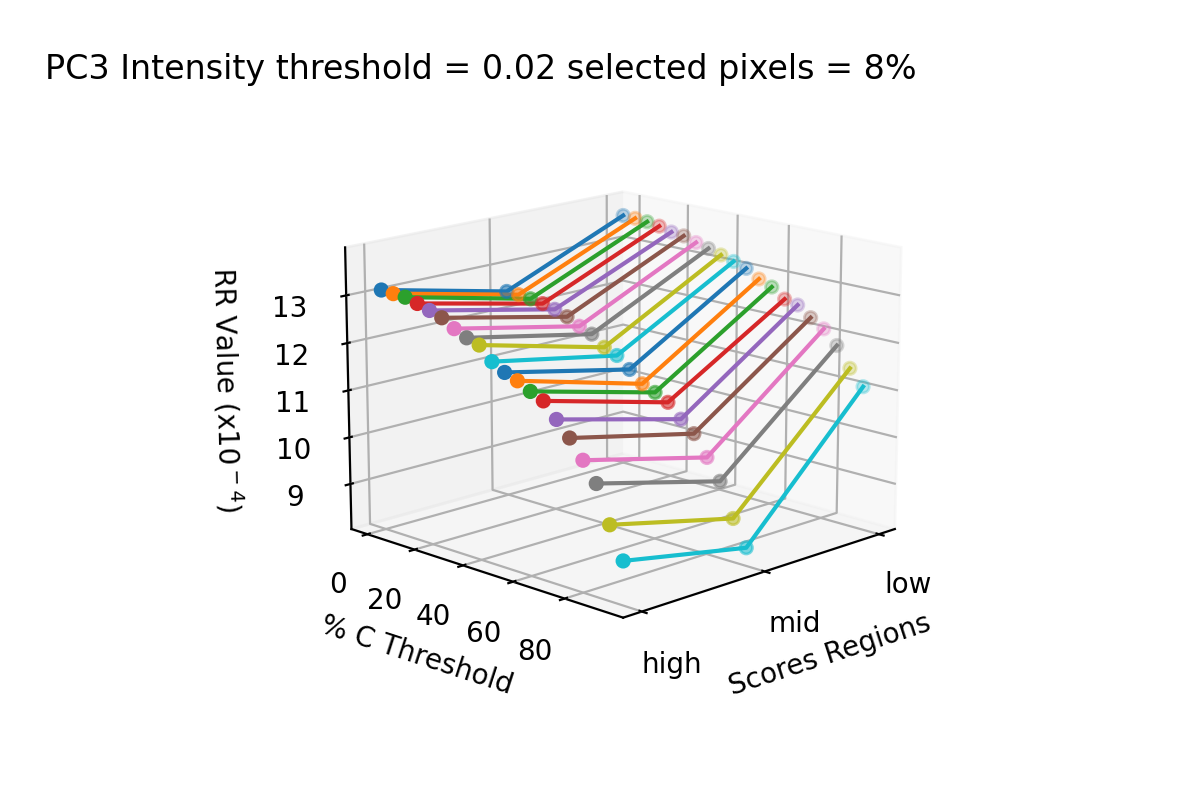 PC3 Intensity threshold = 0.02 selected pixels = 8%
RR Value (x10⁻⁴)
13
12
11
10
9
0
20
40
60
80
% C Threshold
high
mid
low
Scores Regions